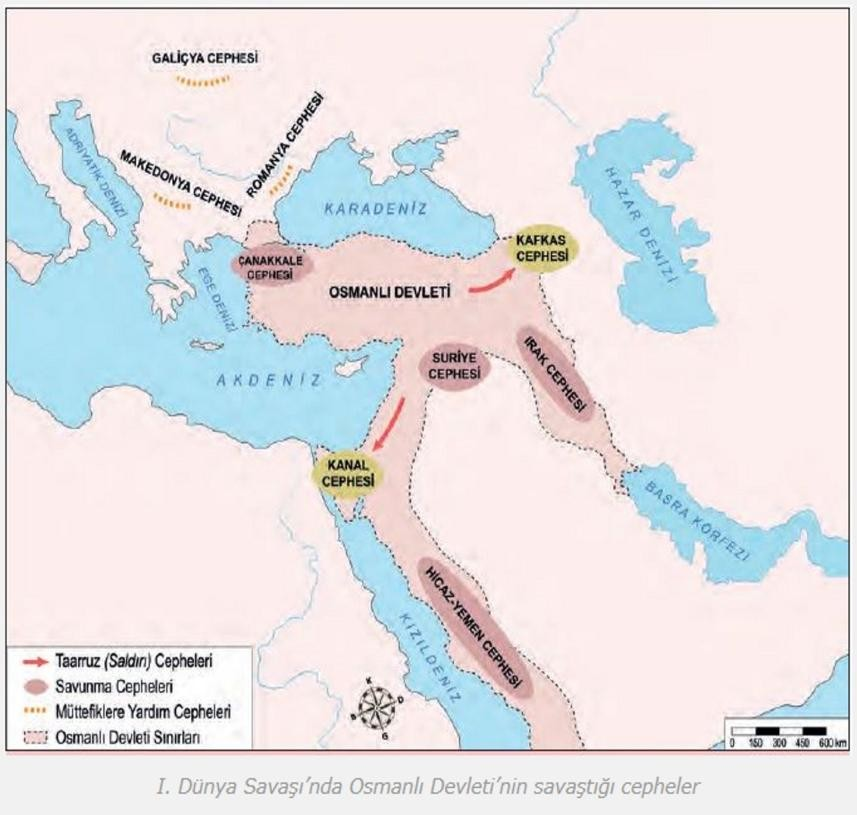 GALİÇYA CEPHESİ
ROMANYA CEPHESİ
MAKEDONYA CEPHESİ
ADRİYATİK DENİZİ
KARADENİZ
HAZAR DENİZİ
KAFKAS
CEPHESİ
ÇANAKKALE
CEPHESİ
EGE DENİZİ
OSMANLI DEVLETİ
SURİYE
CEPHESİ
IRAK CEPHESİ
AKDENİZ
KANAL
CEPHESİ
BASRA KÖRFEZİ
HİCAZ-YEMEN CEPHESİ
KIZILDENİZ
Taarruz (Saldırı) Cepheleri
Savunma Cepheleri
Müttefiklere Yardım Cepheleri
Osmanlı Devleti Sınırları
K
B D
G
0 150 300 450 600 km
I. Dünya Savaşı’nda Osmanlı Devleti’nin savaştığı cepheler